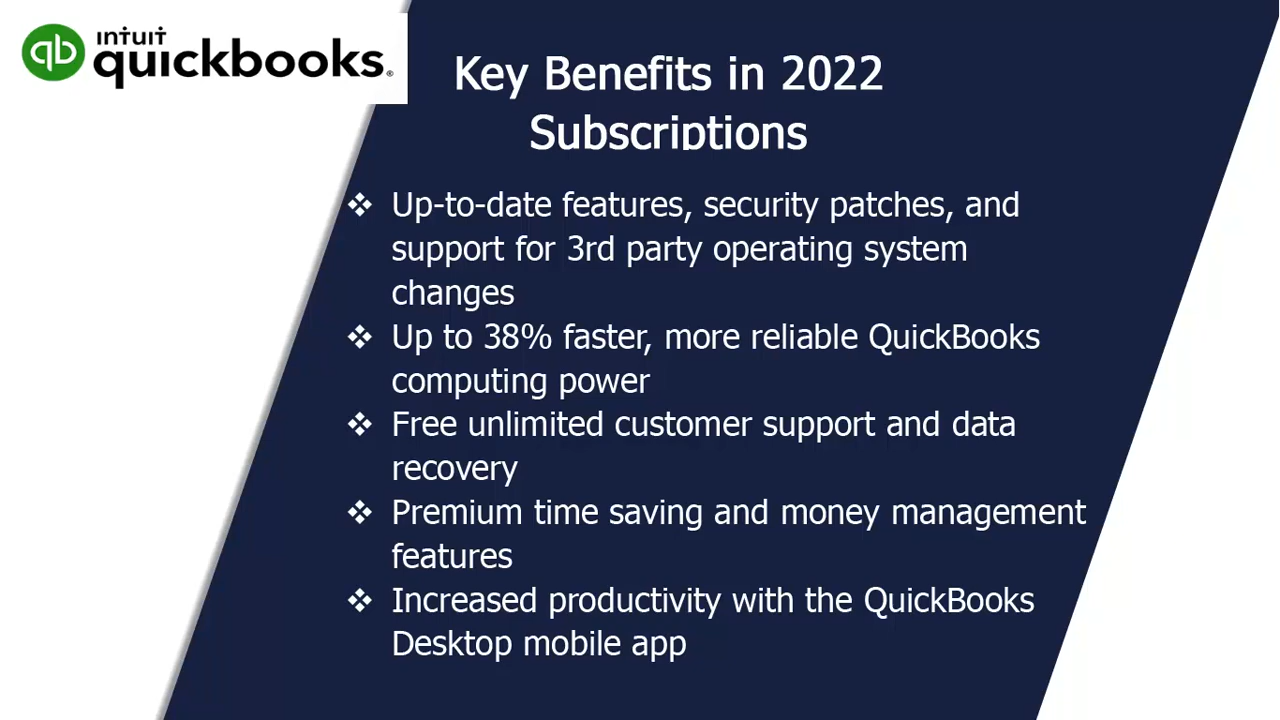 intuit
quickbooks.
Key Benefits in 2022
Subscriptions
❖ Up-to-date features, security patches, and
support for 3rd party operating system
changes
❖ Up to 38% faster, more reliable QuickBooks
computing power
❖ Free unlimited customer support and data
recovery
❖ Premium time saving and money management
features
❖ Increased productivity with the QuickBooks
Desktop mobile app